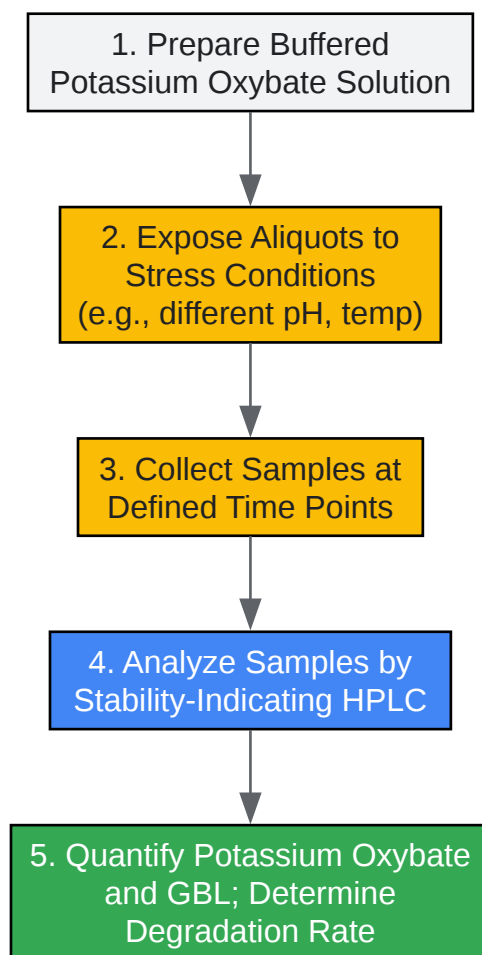 1. Prepare Buffered
Potassium Oxybate Solution
2. Expose Aliquots to
Stress Conditions
(e.g., different pH, temp)
3. Collect Samples at
Defined Time Points
4. Analyze Samples by
Stability-Indicating HPLC
5. Quantify Potassium Oxybate
and GBL; Determine
Degradation Rate